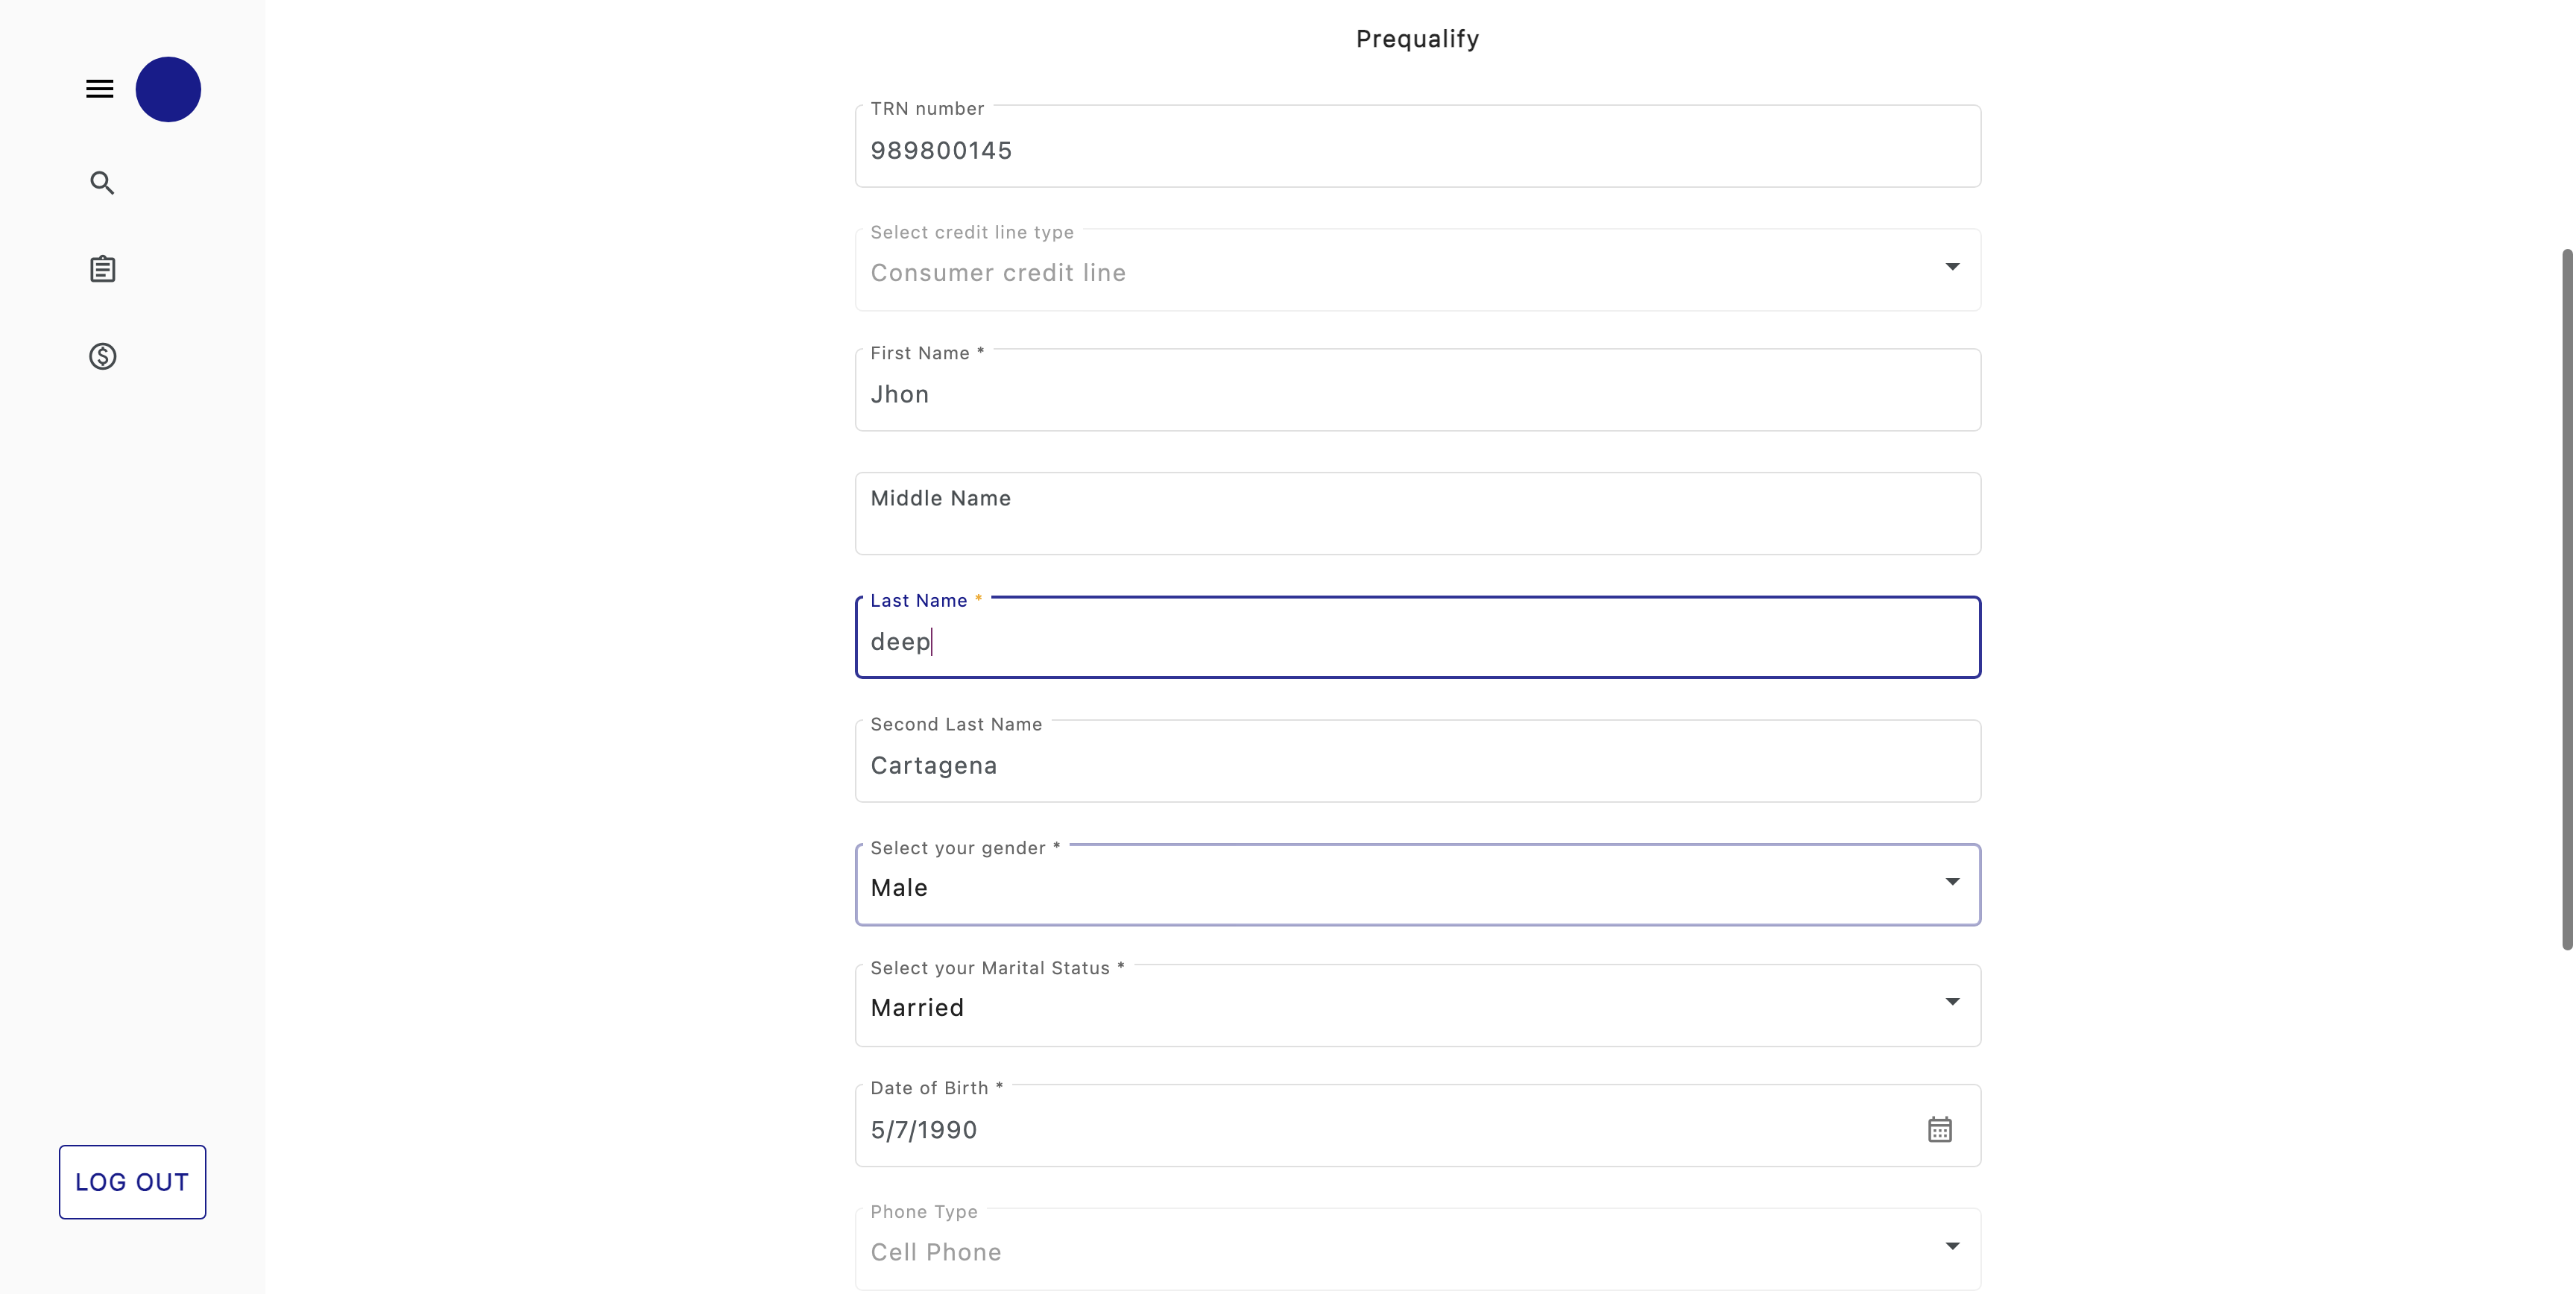 Prequalify
TRN number
989800145
Select credit line type
Consumer credit line
First Name *
Jhon
Middle Name
Last Name *
deep
Second Last Name
Cartagena
Select your gender *
Male
Select your Marital Status *
Married
Date of Birth *
5/7/1990
Phone Type
Cell Phone
LOG OUT